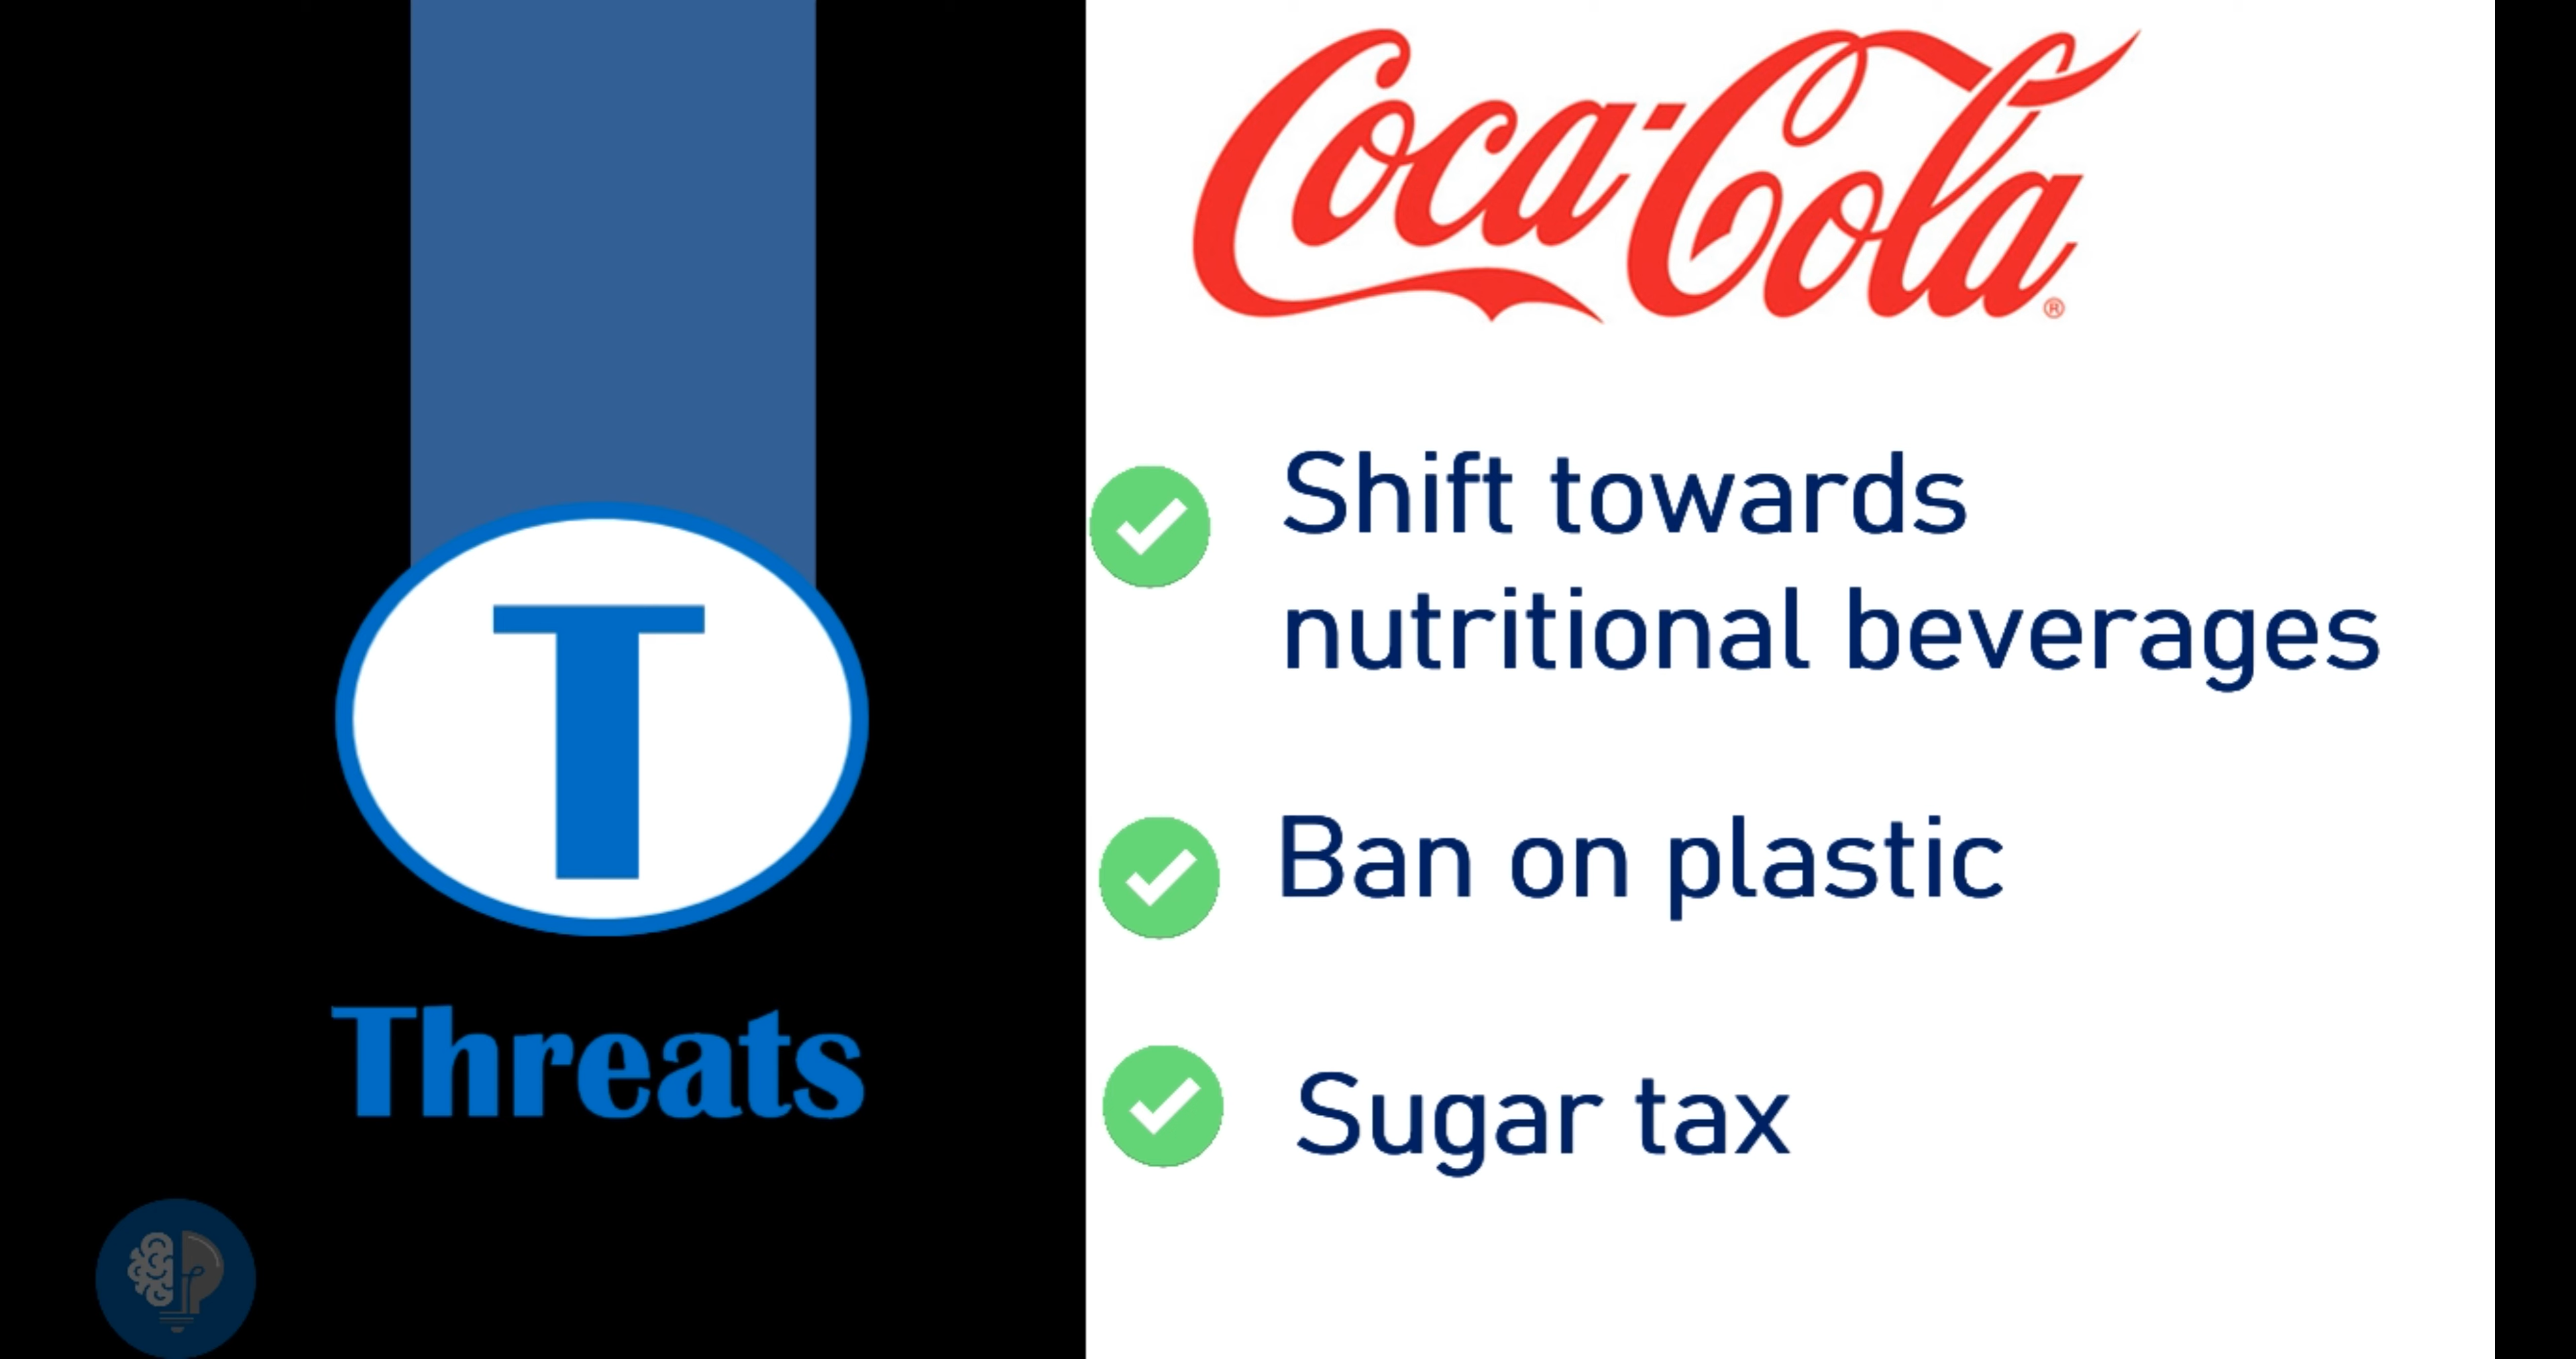 T
Threats
Coca-Cola®
Shift towards
nutritional beverages
Ban on plastic
Sugar tax